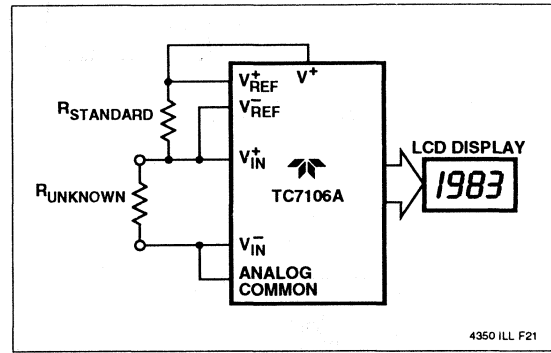 V⁺
V⁺REF
RSTANDARD
V⁻REF
LCD DISPLAY
V⁺IN
1983
RUNKNOWN
TC7106A
V⁻IN
ANALOG
COMMON
4350 ILL F21